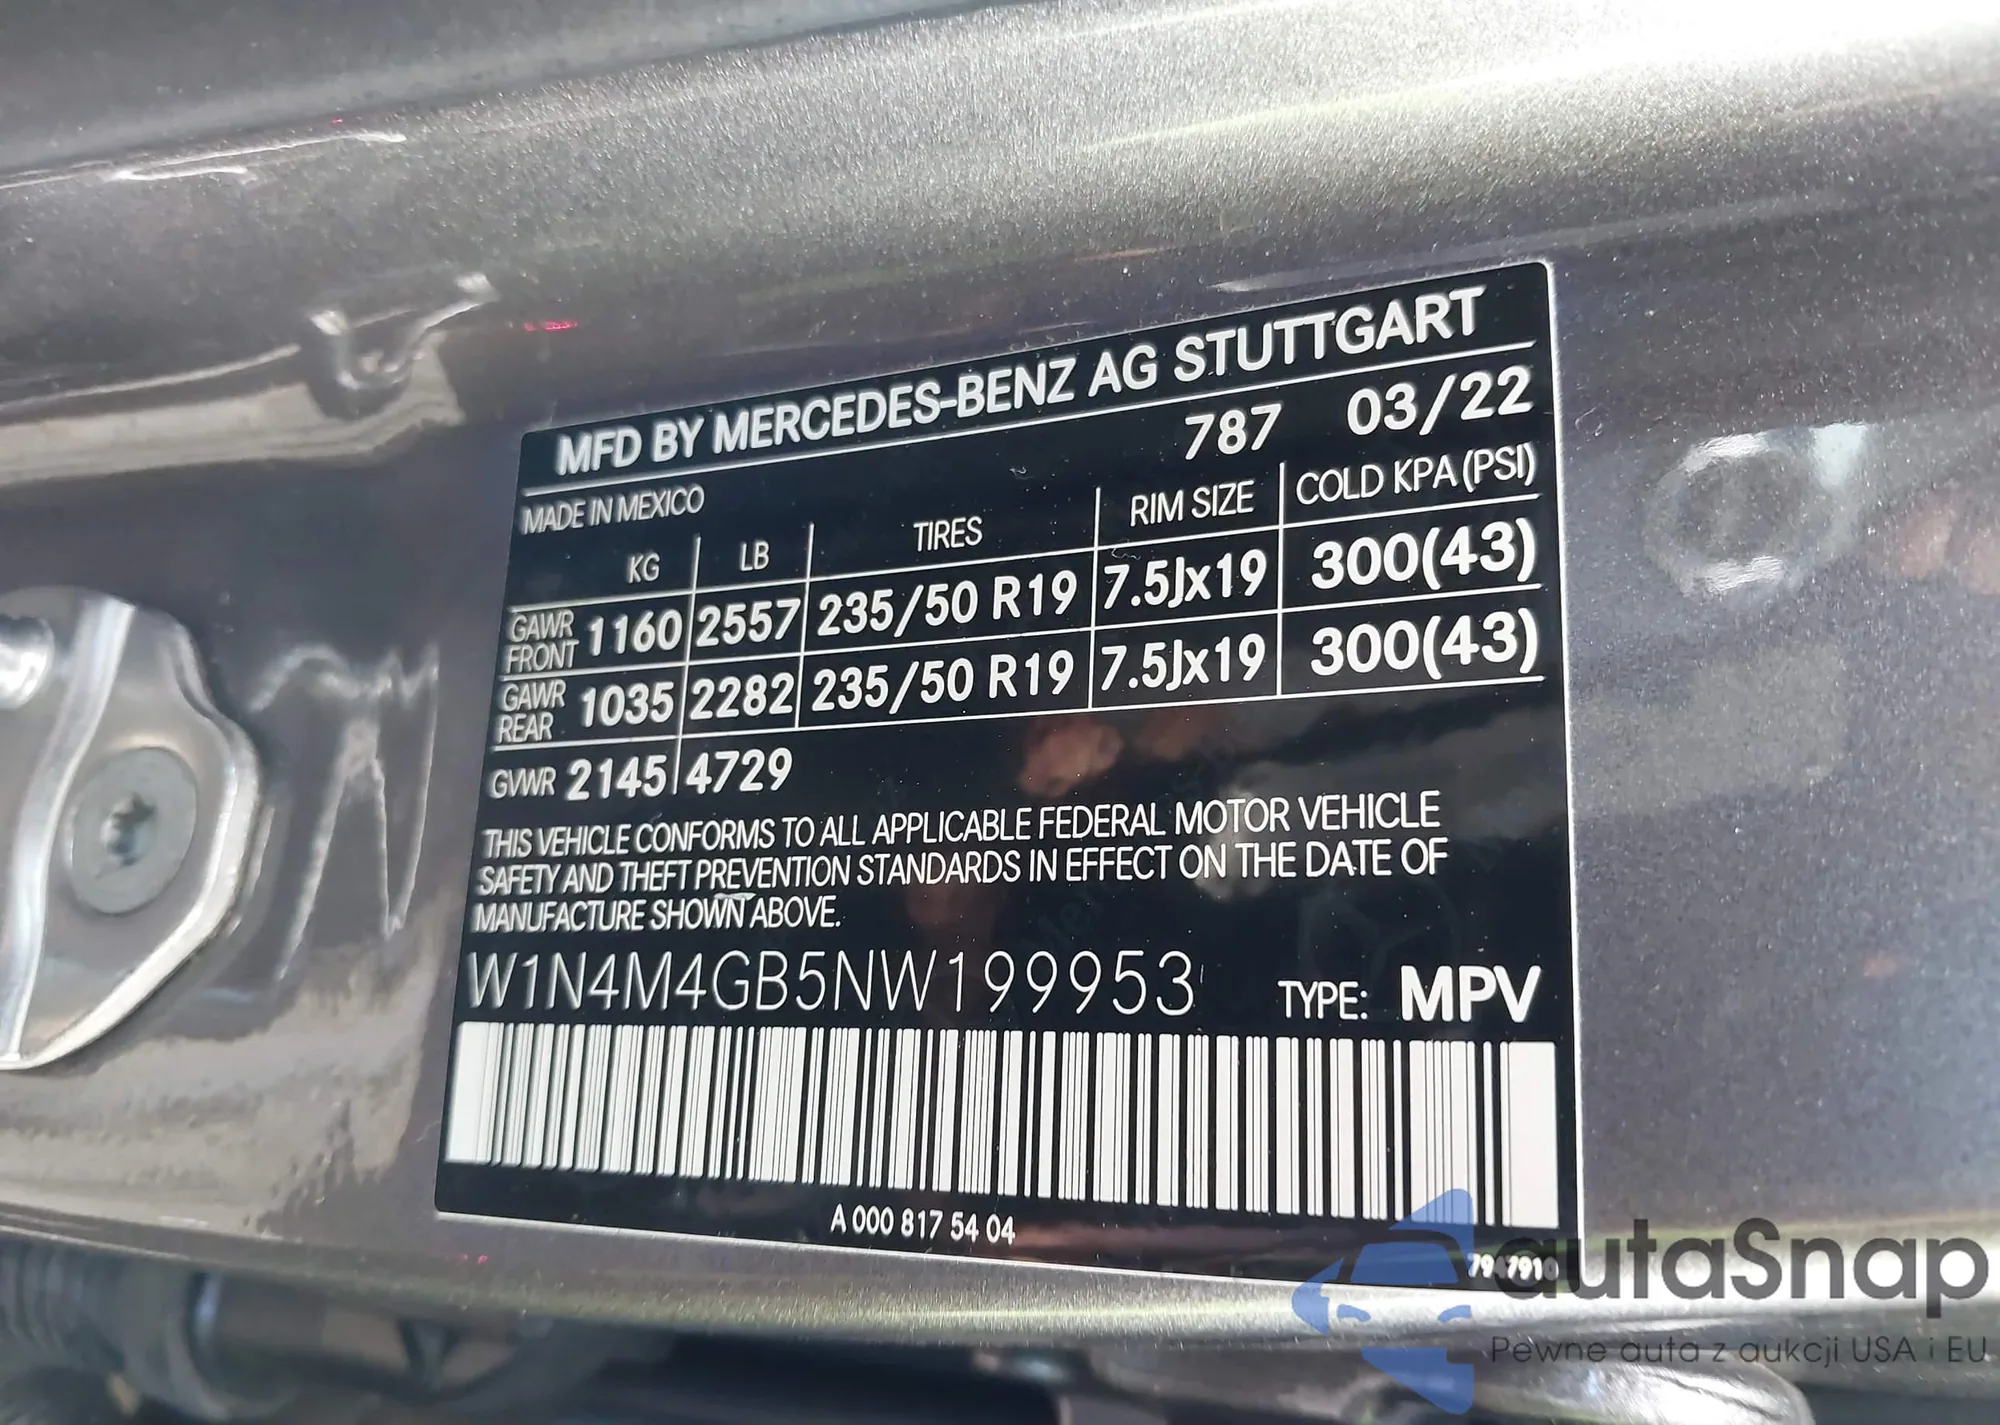 MFD BY MERCEDES-BENZ AG STUTTGART
787 03/22
MADE IN MEXICO
KG LB TIRES RIM SIZE COLD KPA (PSI)
GAWR FRONT 1160 2557 235/50 R19 7.5Jx19 300(43)
GAWR REAR 1035 2282 235/50 R19 7.5Jx19 300(43)
GVWR 2145 4729
THIS VEHICLE CONFORMS TO ALL APPLICABLE FEDERAL MOTOR VEHICLE
SAFETY AND THEFT PREVENTION STANDARDS IN EFFECT ON THE DATE OF
MANUFACTURE SHOWN ABOVE.
W1N4M4GB5NW199953 TYPE: MPV
A 000 817 54 04
7947910
autaSnap
Pewne auta z aukcji USA i EU